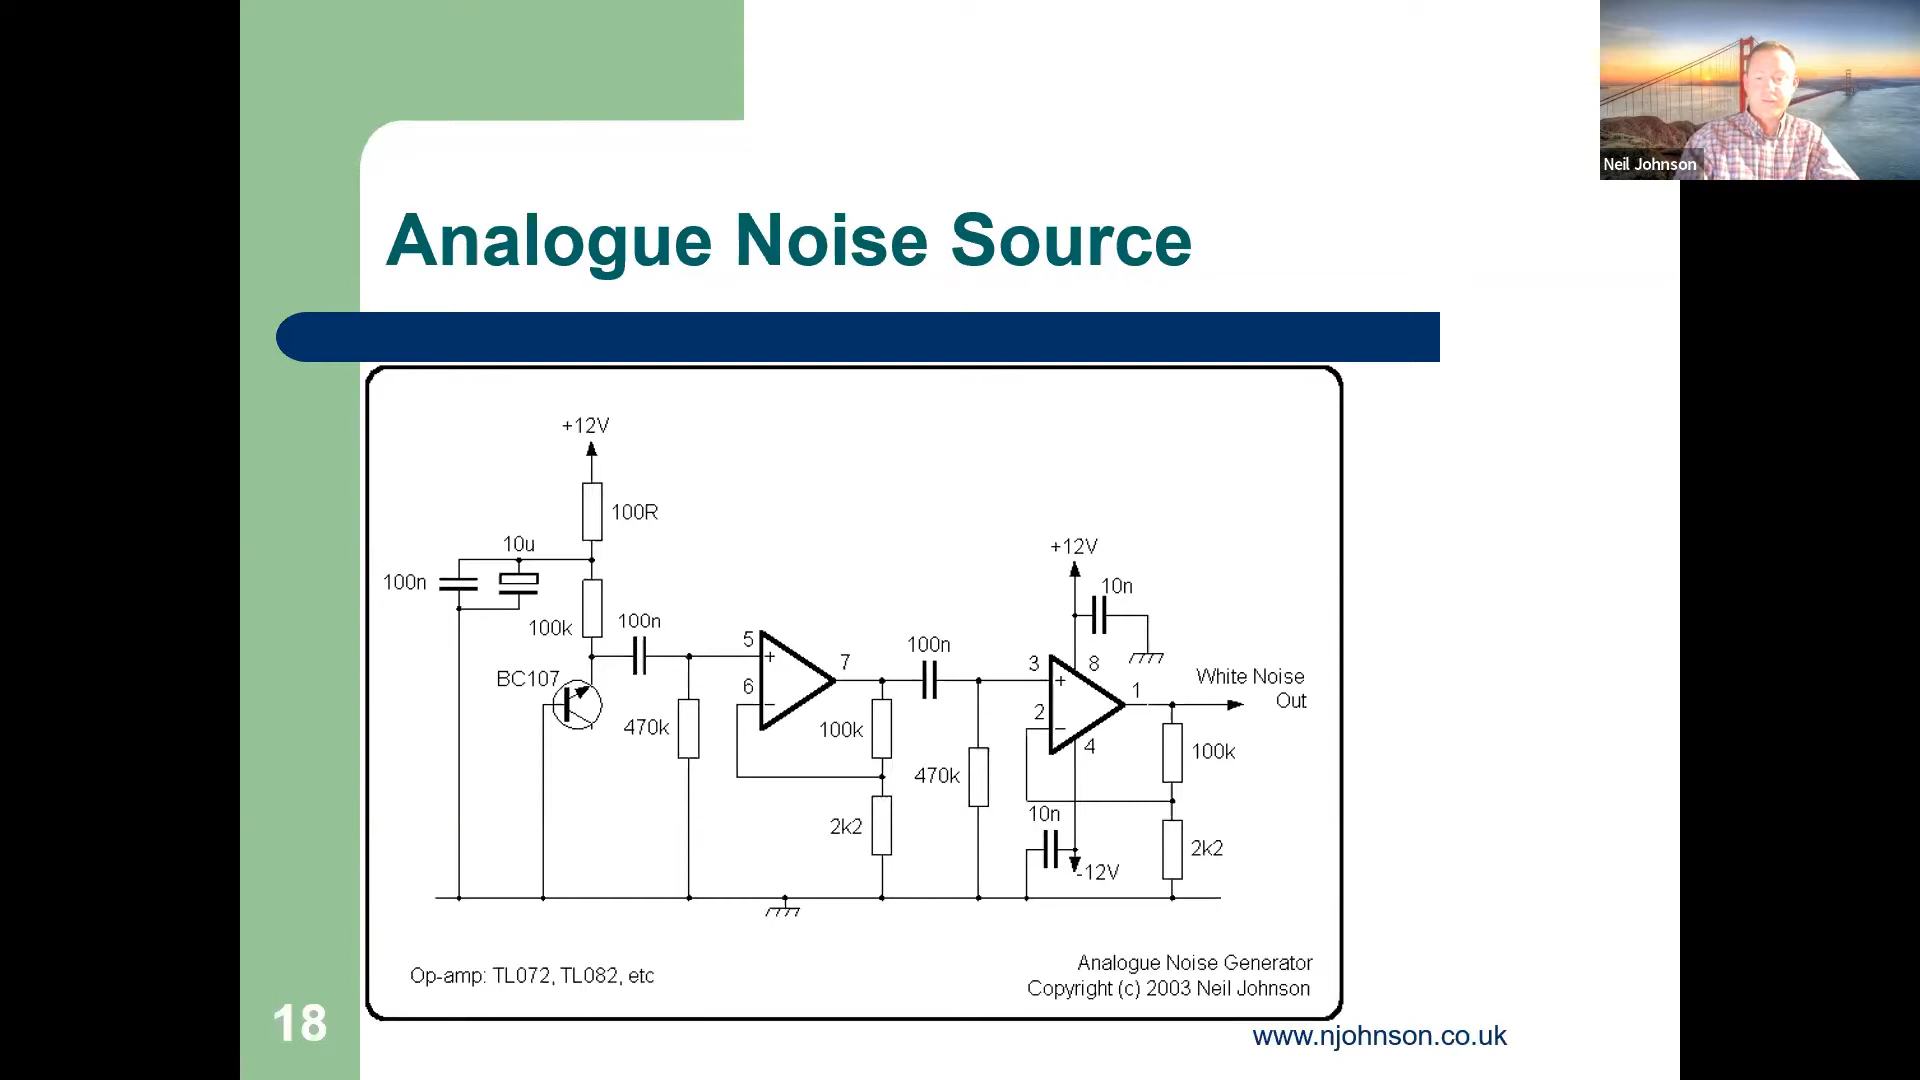 Neil Johnson
Analogue Noise Source
+12V
100R
10u
100n
100k
100n
BC107
470k
5
6
7
+
−
100k
2k2
100n
470k
+12V
10n
3
2
8
1
4
+
−
White Noise
Out
100k
2k2
10n
-12V
Op-amp: TL072, TL082, etc
Analogue Noise Generator
Copyright (c) 2003 Neil Johnson
18
www.njohnson.co.uk